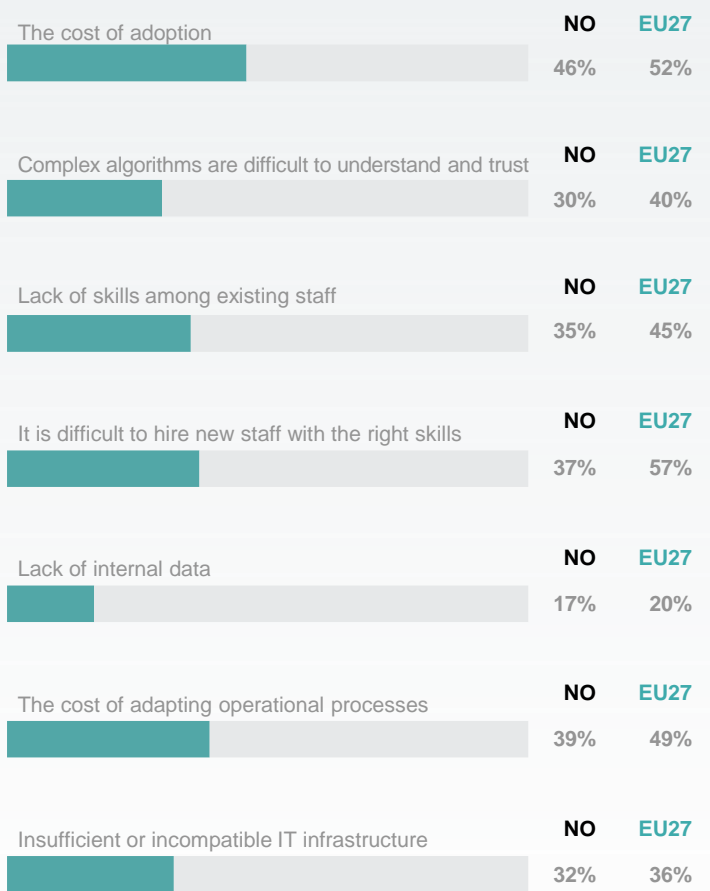 The cost of adoption NO EU27
46% 52%
Complex algorithms are difficult to understand and trust NO EU27
30% 40%
Lack of skills among existing staff NO EU27
35% 45%
It is difficult to hire new staff with the right skills NO EU27
37% 57%
Lack of internal data NO EU27
17% 20%
The cost of adapting operational processes NO EU27
39% 49%
Insufficient or incompatible IT infrastructure NO EU27
32% 36%